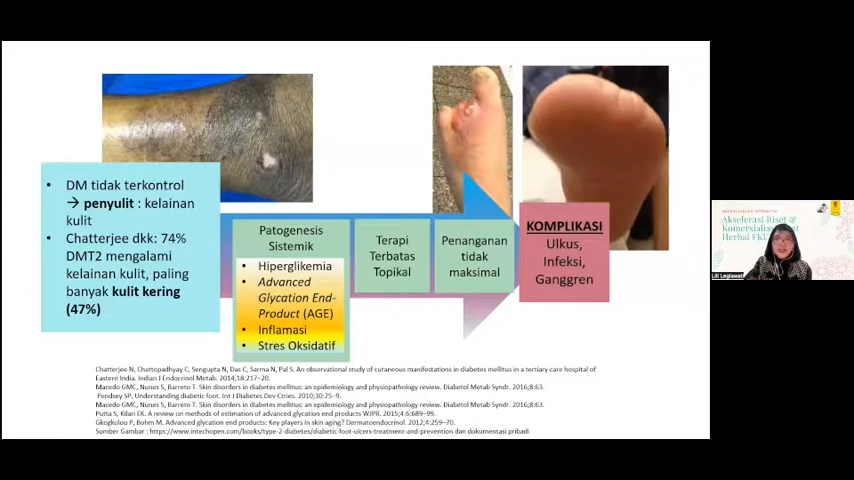 • DM tidak terkontrol
→ penyulit : kelainan
kulit
• Chatterjee dkk: 74%
DMT2 mengalami
kelainan kulit, paling
banyak kulit kering
(47%)
Patogenesis
Sistemik
• Hiperglikemia
• Advanced
Glycation End-
Product (AGE)
• Inflamasi
• Stres Oksidatif
Terapi
Terbatas
Topikal
Penanganan
tidak
maksimal
KOMPLIKASI
Ulkus,
Infeksi,
Ganggren
Chatterjee N, Chattopadhyay C, Sengupta N, Das C, Sarma N, Pal S. An observational study of cutaneous manifestations in diabetes mellitus in a tertiary care hospital of
Eastern India. Indian J Endocrinol Metab. 2014;18:217–20.
Macedo GMC, Nunes S, Barreto T. Skin disorders in diabetes mellitus: an epidemiology and physiopathology review. Diabetol Metab Syndr. 2016;8:63.
Pendsey SP. Understanding diabetic foot. Int J Diabetes Dev Ctries. 2010;30:75–9.
Macedo GMC, Nunes S, Barreto T. Skin disorders in diabetes mellitus: an epidemiology and physiopathology review. Diabetol Metab Syndr. 2016;8:63.
Putta S, Kilari EK. A review on methods of estimation of advanced glycation end products WJPR. 2015;4:6:689–99.
Gkogkolou P, Bohm M. Advanced glycation end products: Key players in skin aging? Dermatoendocrinol. 2012;4:259–70.
Sumber Gambar : https://www.intechopen.com/books/type-2-diabetes/diabetic-foot-ulcers-treatment-and-prevention dan dokumentasi pribadi
Akselerasi Riset &
Komersialisa
Herbal FKU
Lili Legiawati